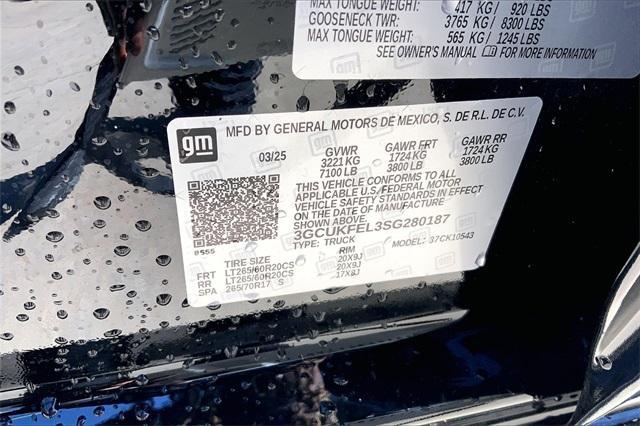 MAX TONGUE WEIGHT: 417 KG / 920 LBS
GOOSENECK TWR: 3765 KG / 8300 LBS
MAX TONGUE WEIGHT: 565 KG / 1245 LBS
SEE OWNER'S MANUAL FOR MORE INFORMATION
gm
MFD BY GENERAL MOTORS DE MEXICO, S. DE R.L. DE C.V.
03/25 GVWR GAWR FRT GAWR RR
3221 KG 1724 KG 1724 KG
7100 LB 3800 LB 3800 LB
THIS VEHICLE CONFORMS TO ALL
APPLICABLE U.S./FEDERAL MOTOR
VEHICLE SAFETY STANDARDS IN EFFECT
ON THE DATE OF MANUFACTURE
SHOWN ABOVE.
3GCUKFEL3SG280187
TYPE: TRUCK MODEL: 37CK10543
8555
TIRE SIZE RIM
FRT LT265/60R20CS 20X9J
RR LT265/60R20CS 20X9J
SPA 265/70R17 S 17X8J